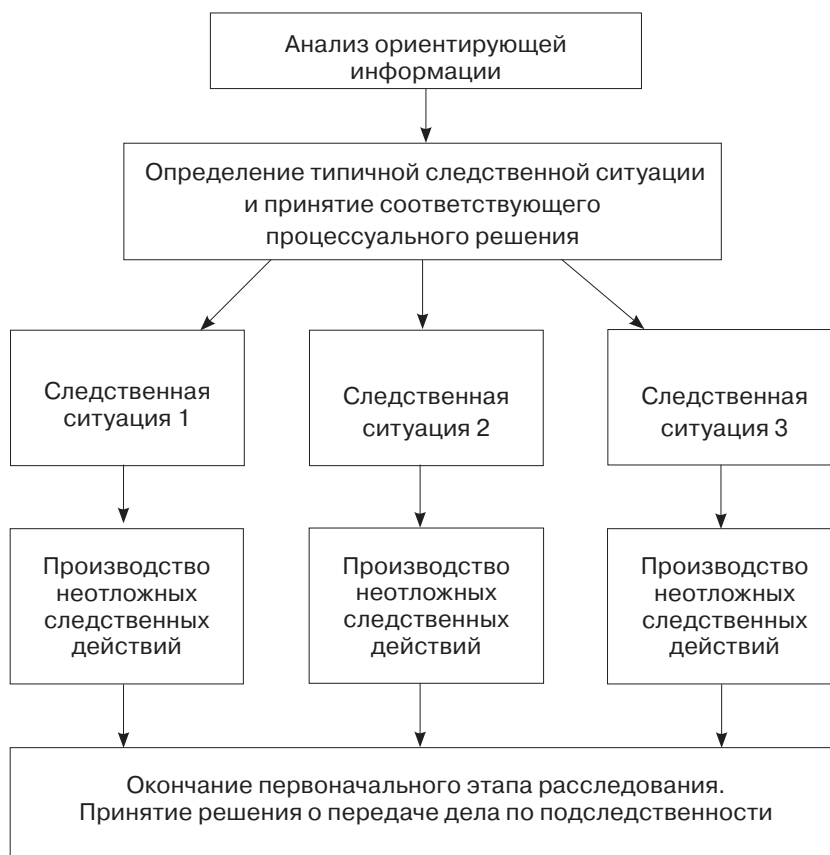 Анализ ориентирующей
информации
Определение типичной следственной ситуации
и принятие соответствующего
процессуального решения
Следственная
ситуация 1
Следственная
ситуация 2
Следственная
ситуация 3
Производство
неотложных
следственных
действий
Производство
неотложных
следственных
действий
Производство
неотложных
следственных
действий
Окончание первоначального этапа расследования.
Принятие решения о передаче дела по подследственности